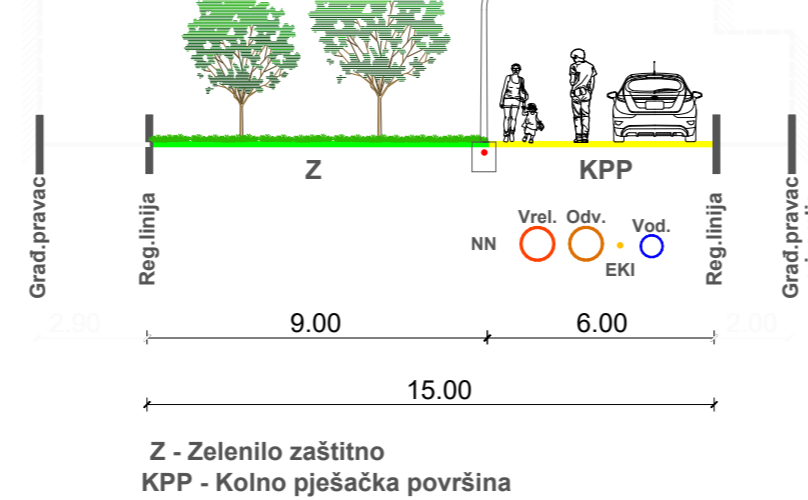 Z KPP
Građ.pravac
Reg.linija
Reg.linija
Građ.pravac
Vrel. Odv. Vod.
NN
EKI
2.90 9.00 6.00 2.00
15.00
Z - Zelenilo zaštitno
KPP - Kolno pješačka površina